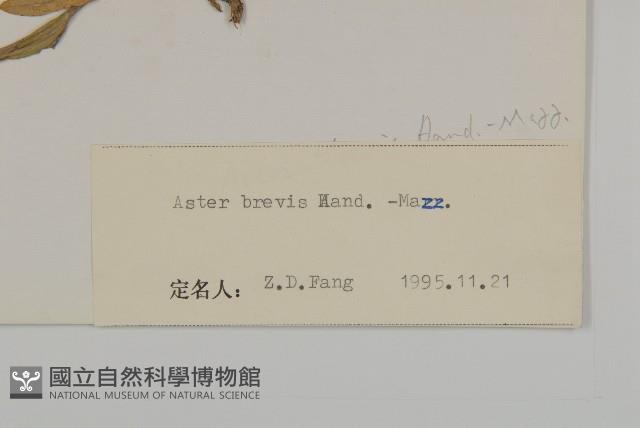 Hand.-Mazz.
Aster brevis Hand. -Mazz.
定名人: Z.D.Fang 1995.11.21
國立自然科學博物館
NATIONAL MUSEUM OF NATURAL SCIENCE